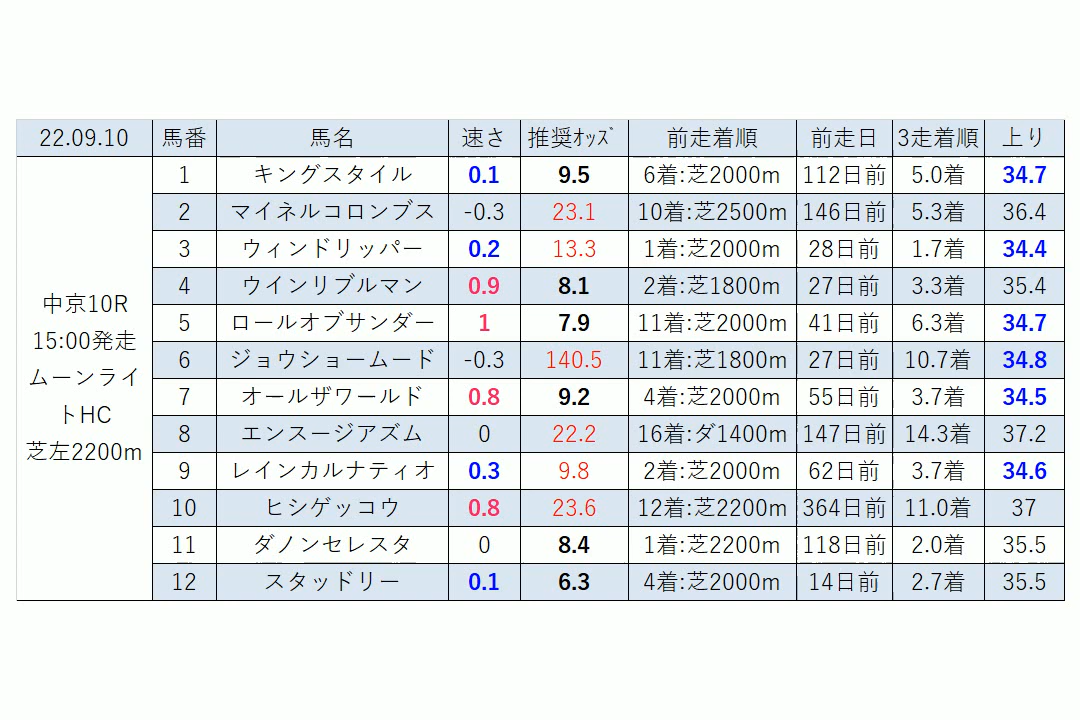 22.09.10 馬番 馬名 速さ 推奨ｵｯｽﾞ 前走着順 前走日 3走着順 上り
中京10R
15:00発走
ムーンライ
トHC
芝左2200m
1 キングスタイル 0.1 9.5 6着:芝2000m 112日前 5.0着 34.7
2 マイネルコロンブス -0.3 23.1 10着:芝2500m 146日前 5.3着 36.4
3 ウィンドリッパー 0.2 13.3 1着:芝2000m 28日前 1.7着 34.4
4 ウインリブルマン 0.9 8.1 2着:芝1800m 27日前 3.3着 35.4
5 ロールオブサンダー 1 7.9 11着:芝2000m 41日前 6.3着 34.7
6 ジョウショームード -0.3 140.5 11着:芝1800m 27日前 10.7着 34.8
7 オールザワールド 0.8 9.2 4着:芝2000m 55日前 3.7着 34.5
8 エンスージアズム 0 22.2 16着:ダ1400m 147日前 14.3着 37.2
9 レインカルナティオ 0.3 9.8 2着:芝2000m 62日前 3.7着 34.6
10 ヒシゲッコウ 0.8 23.6 12着:芝2200m 364日前 11.0着 37
11 ダノンセレスタ 0 8.4 1着:芝2200m 118日前 2.0着 35.5
12 スタッドリー 0.1 6.3 4着:芝2000m 14日前 2.7着 35.5